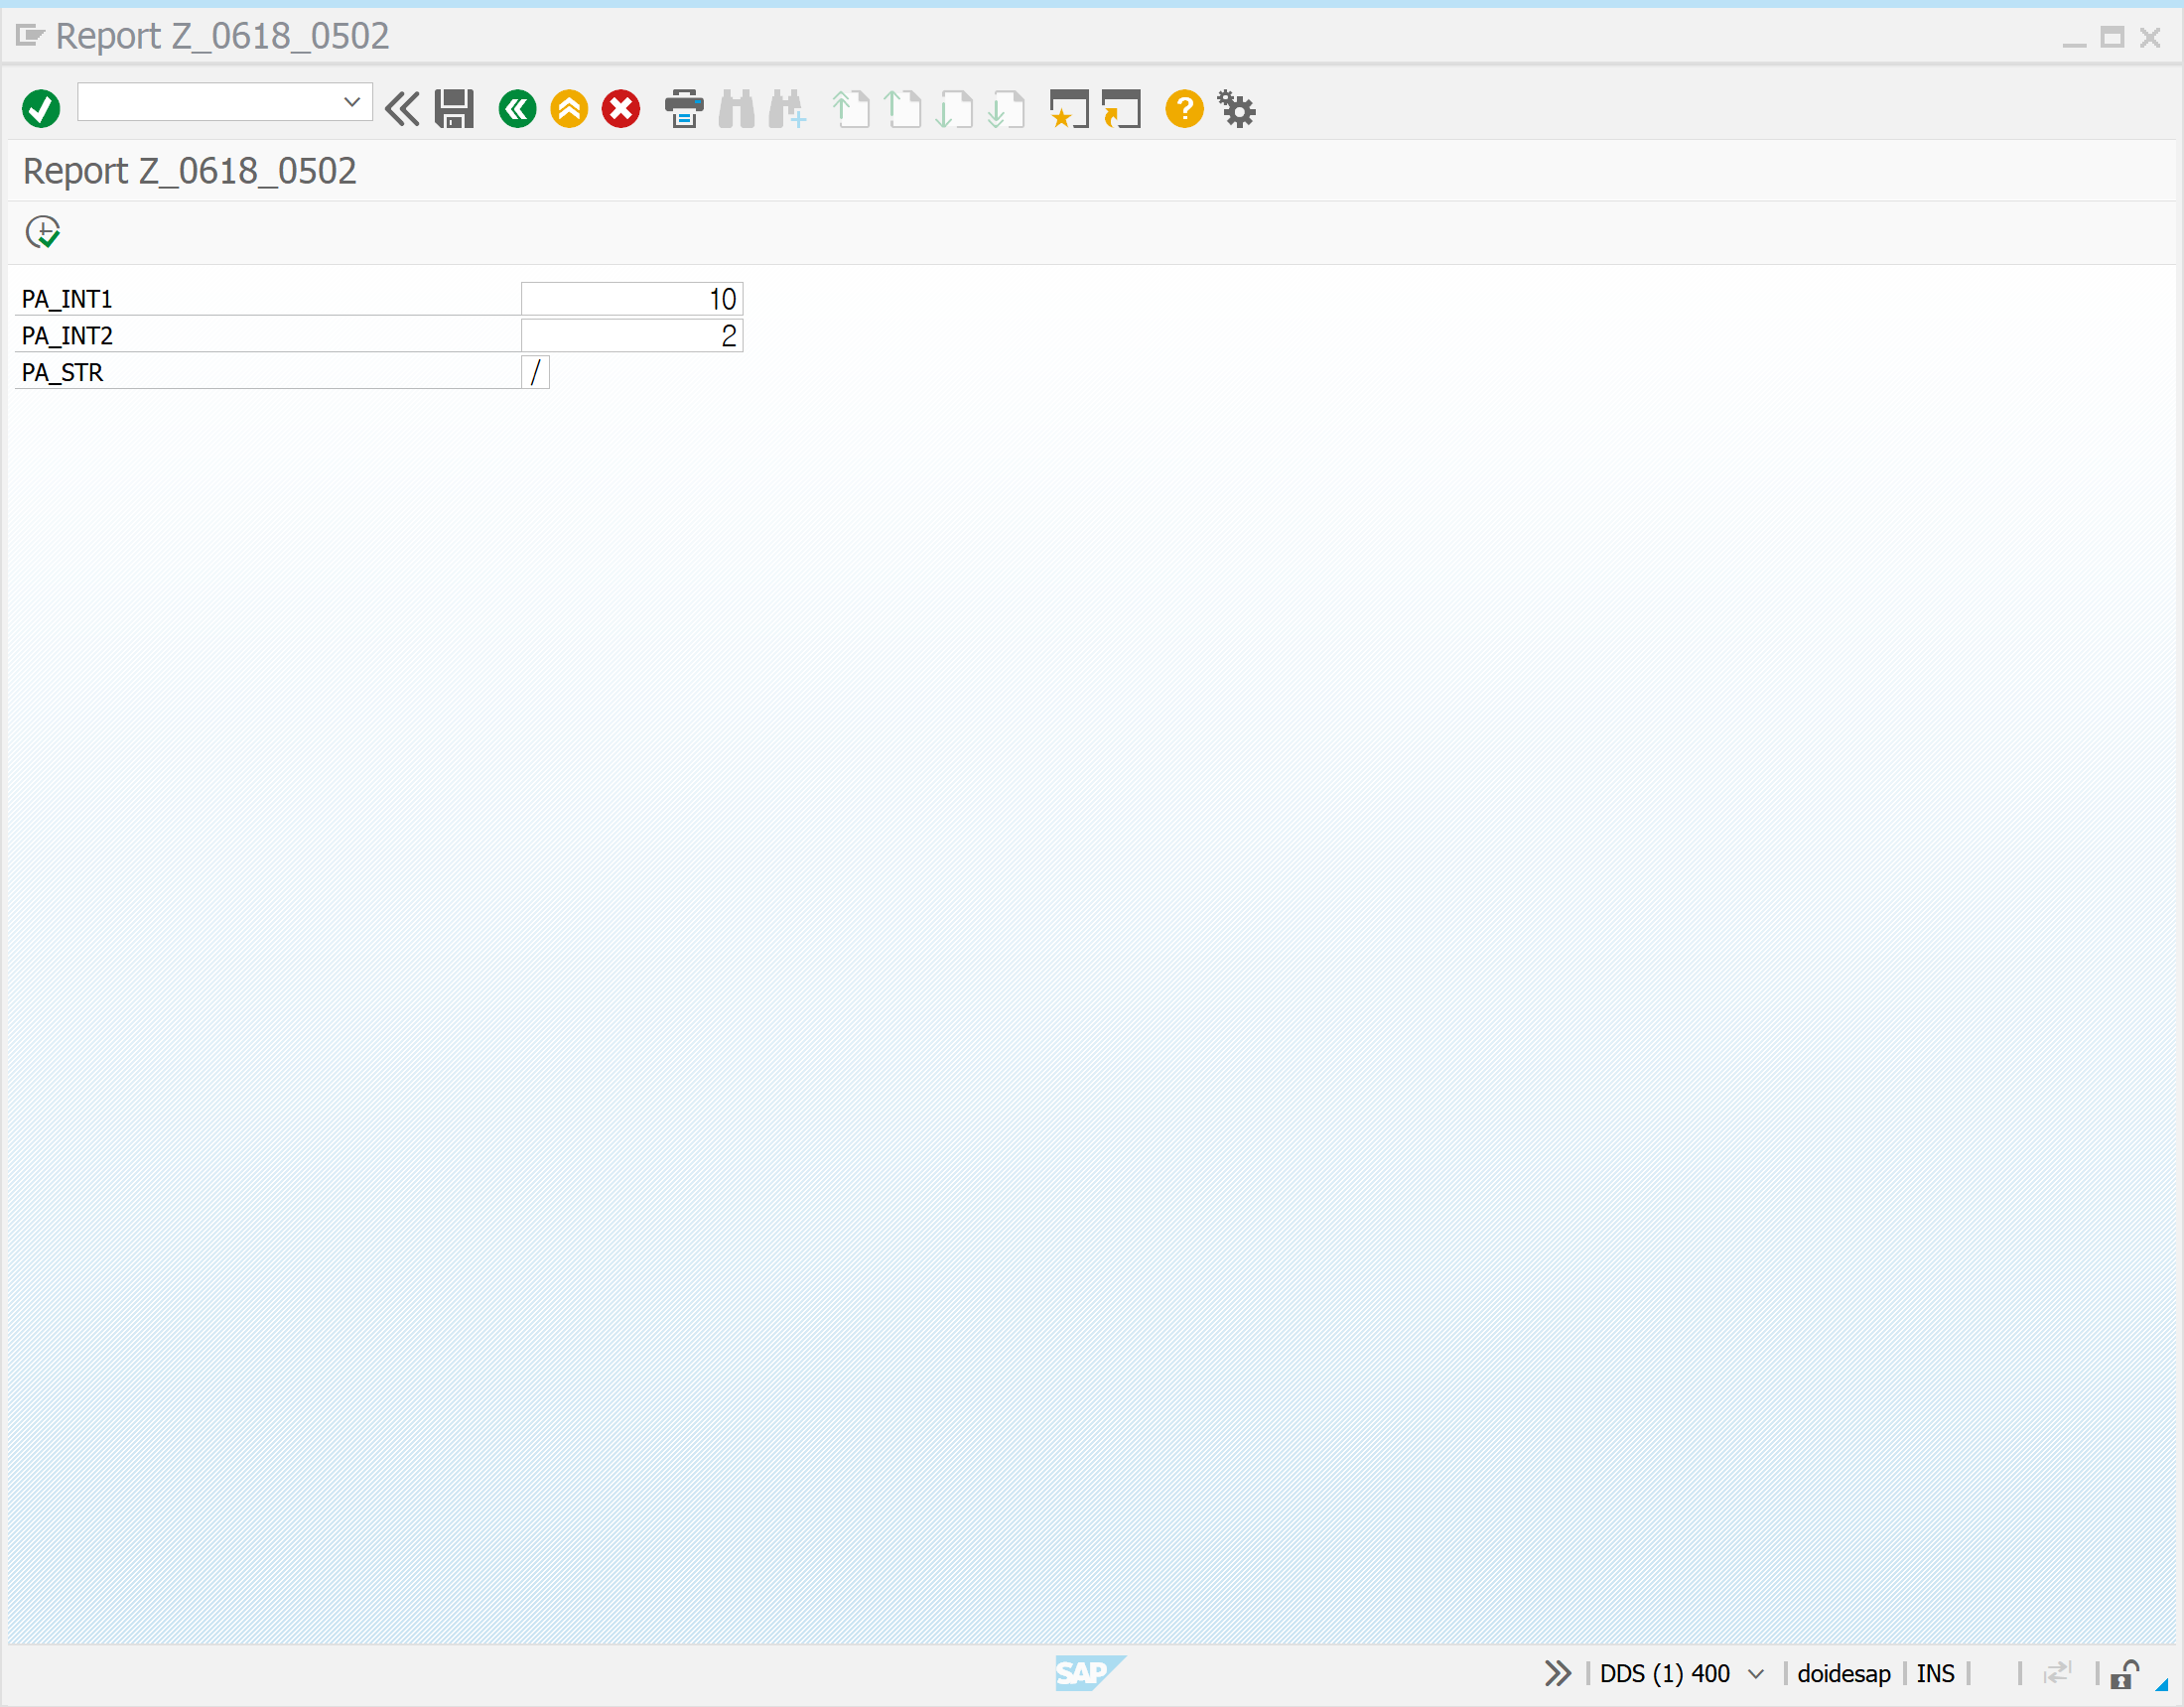 Report Z_0618_0502
Report Z_0618_0502
PA_INT1 10
PA_INT2 2
PA_STR /
SAP
DDS (1) 400 doidesap INS